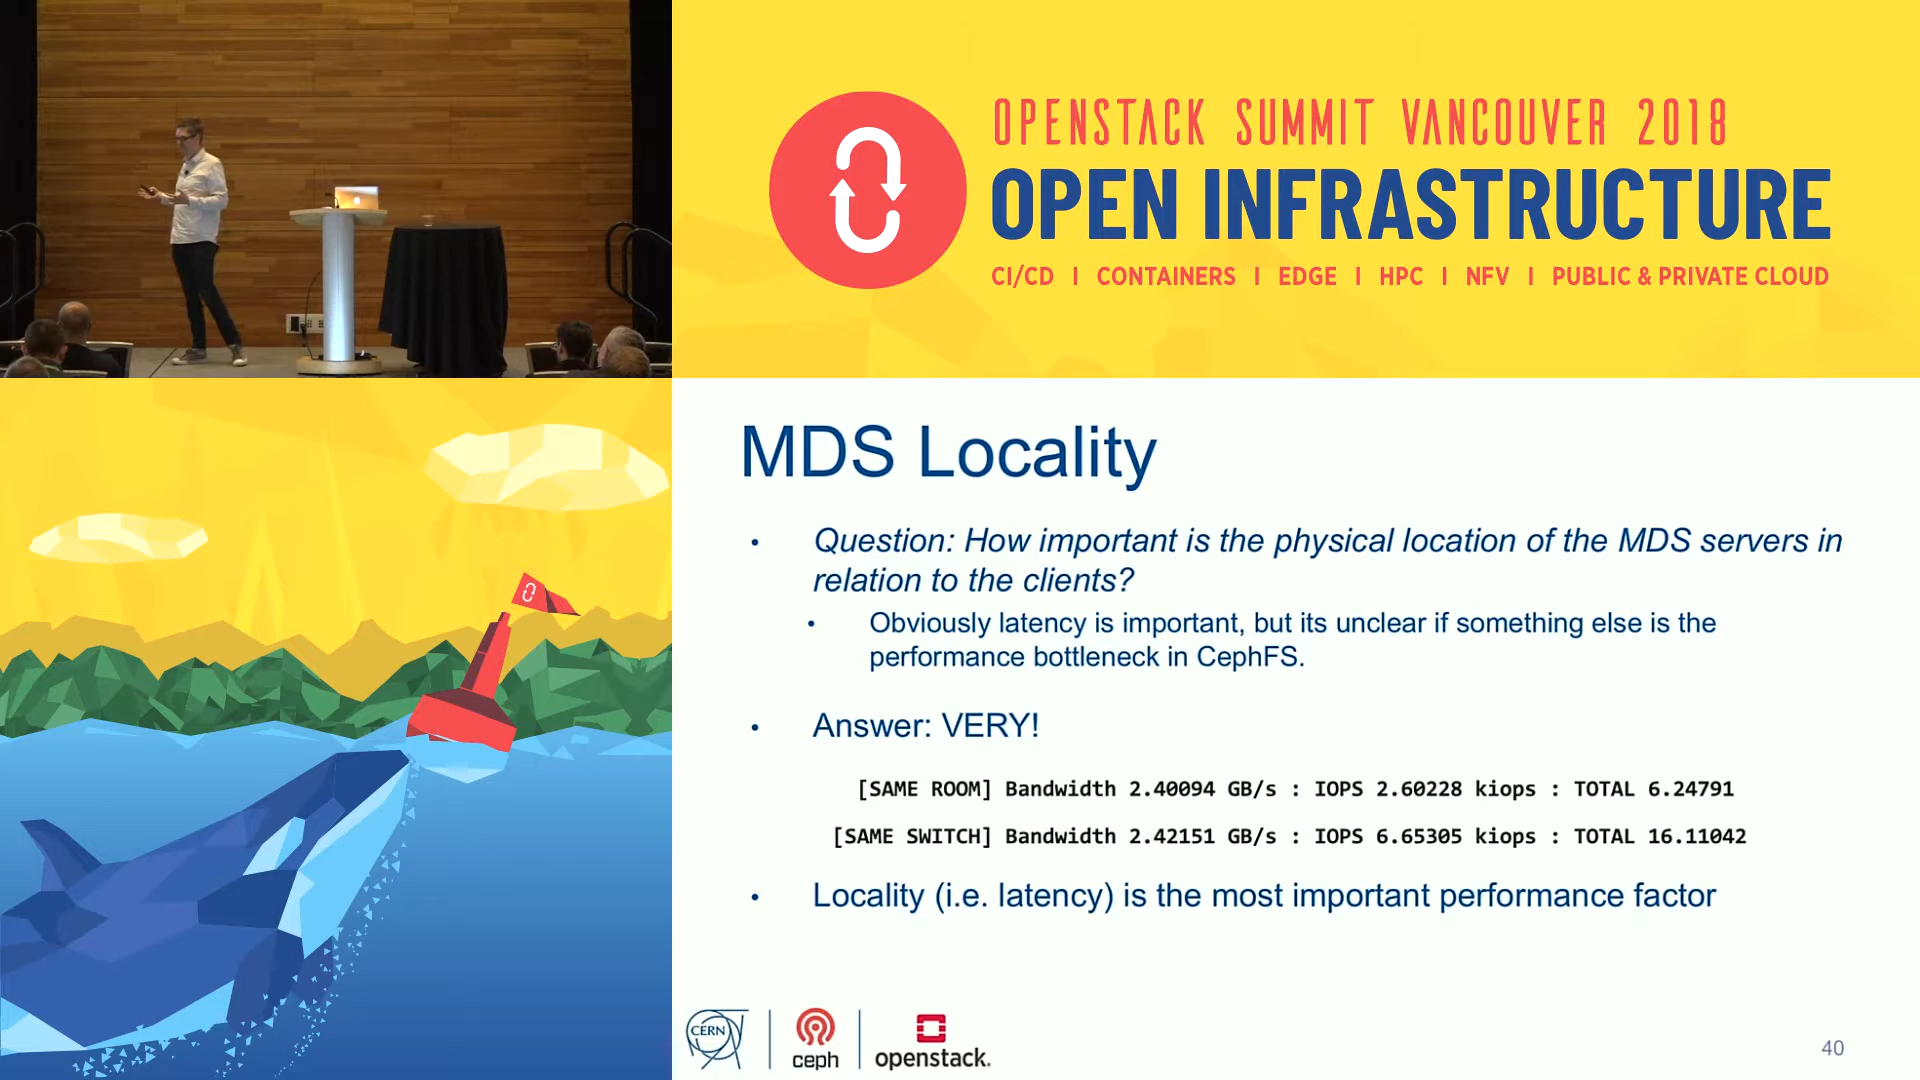 OPENSTACK SUMMIT VANCOUVER 2018
OPEN INFRASTRUCTURE
CI/CD | CONTAINERS | EDGE | HPC | NFV | PUBLIC & PRIVATE CLOUD
MDS Locality
• Question: How important is the physical location of the MDS servers in
relation to the clients?
• Obviously latency is important, but its unclear if something else is the
performance bottleneck in CephFS.
• Answer: VERY!
[SAME ROOM] Bandwidth 2.40094 GB/s : IOPS 2.60228 kiops : TOTAL 6.24791
[SAME SWITCH] Bandwidth 2.42151 GB/s : IOPS 6.65305 kiops : TOTAL 16.11042
• Locality (i.e. latency) is the most important performance factor
CERN
ceph
openstack.
40